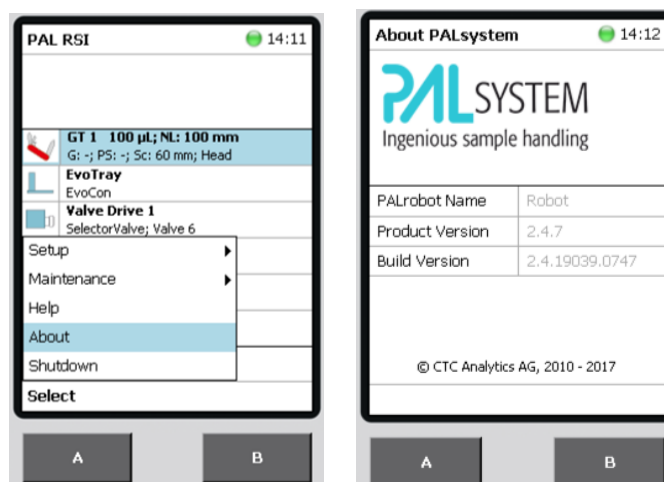 PAL RSI 14:11
GT 1 100 µL; NL: 100 mm
G: -; PS: -; Sc: 60 mm; Head
EvoTray
EvoCon
Valve Drive 1
SelectorValve; Valve 6
Setup
Maintenance
Help
About
Shutdown
Select
A B
About PALsystem 14:12
PAL SYSTEM
Ingenious sample handling
PALrobot Name Robot
Product Version 2.4.7
Build Version 2.4.19039.0747
© CTC Analytics AG, 2010 - 2017
A B